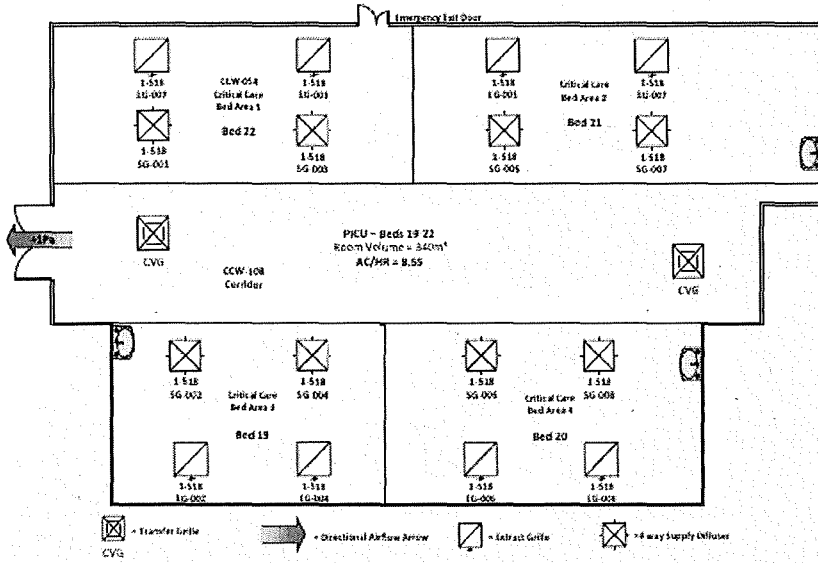 Emergency Exit Door
1-518
1-518
CCW-054
Critical Care
Bed Area 1
Bed 22
1-518
SG-001
1-518
SG-003
1-518
EG-007
1-518
Critical Care
Bed Area 2
Bed 21
1-518
SG-005
1-518
SG-007
CVG
CCW-108
Corridor
PICU – Beds 19-22
Room Volume = 340m³
AC/HR = 8.55
CVG
1-518
SG-002
1-518
SG-004
Critical Care
Bed Area 3
Bed 19
1-518
EG-002
1-518
EG-004
1-518
SG-006
1-518
SG-008
Critical Care
Bed Area 4
Bed 20
1-518
EG-006
1-518
EG-008
CVG
= Transfer Grille
= Directional Airflow Arrow
= Extract Grille
=4 way Supply Diffuser